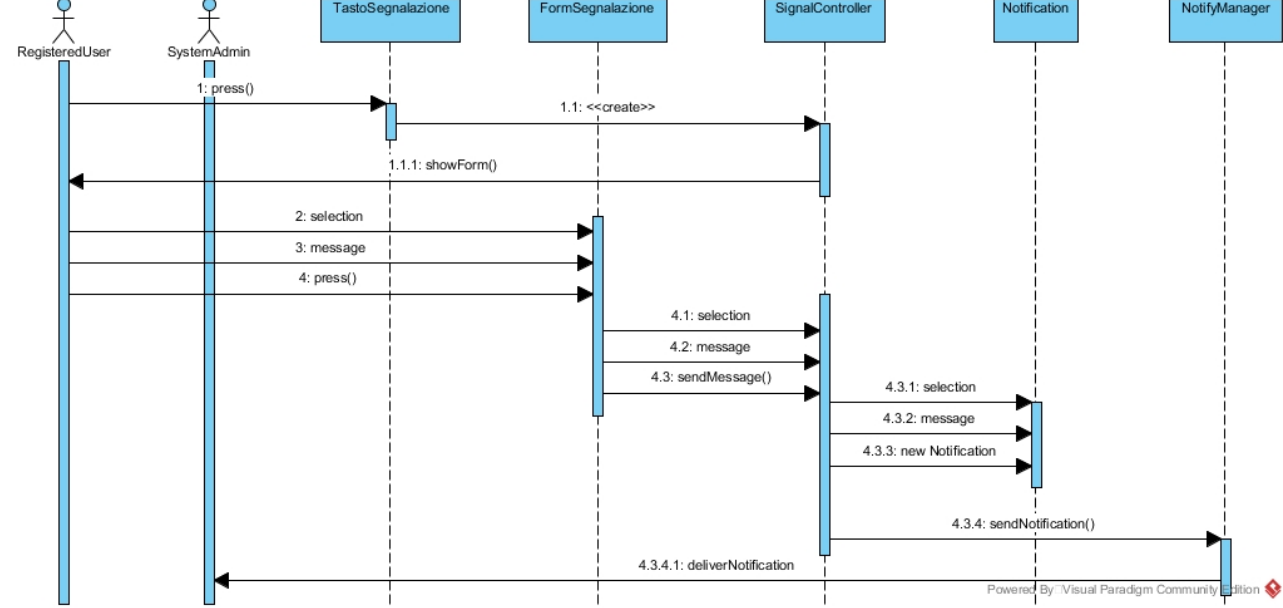 TastoSegnalazione
FormSegnalazione
SignalController
Notification
NotifyManager
RegisteredUser
SystemAdmin
1: press()
1.1: <<create>>
1.1.1: showForm()
2: selection
3: message
4: press()
4.1: selection
4.2: message
4.3: sendMessage()
4.3.1: selection
4.3.2: message
4.3.3: new Notification
4.3.4: sendNotification()
4.3.4.1: deliverNotification
Powered By Visual Paradigm Community Edition